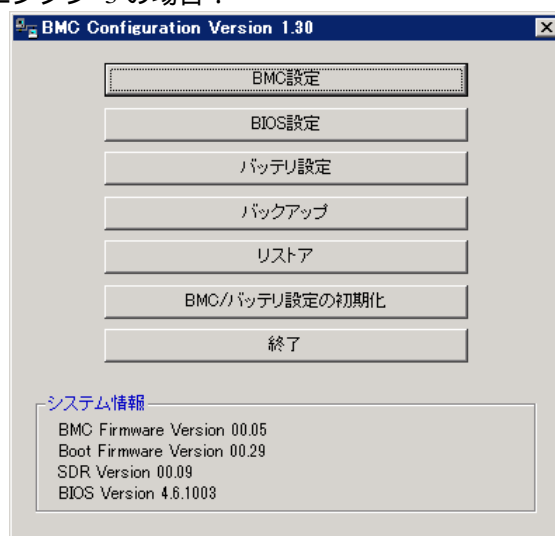 の場合：
BMC Configuration Version 1.30
BMC設定
BIOS設定
バッテリ設定
バックアップ
リストア
BMC/バッテリ設定の初期化
終了
システム情報
BMC Firmware Version 00.05
Boot Firmware Version 00.29
SDR Version 00.09
BIOS Version 4.6.1003